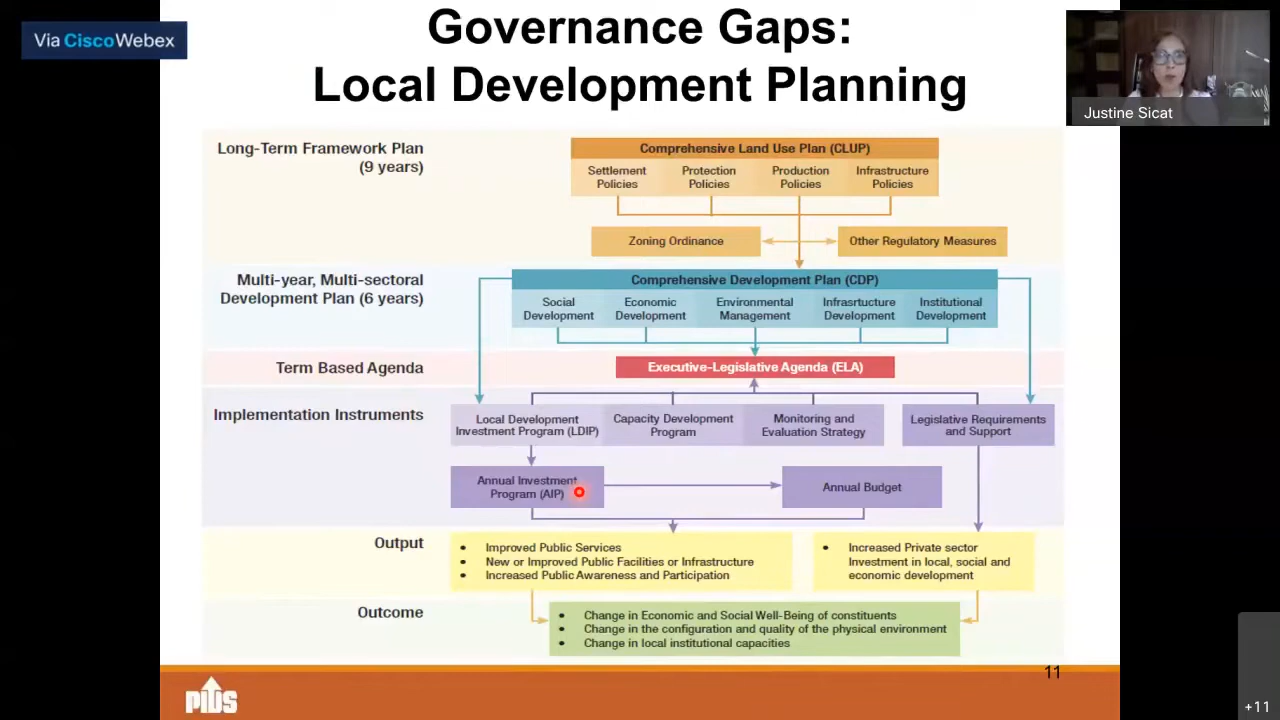 Via CiscoWebex
Governance Gaps:
Local Development Planning
Justine Sicat
Long-Term Framework Plan
(9 years)
Comprehensive Land Use Plan (CLUP)
Settlement
Policies
Protection
Policies
Production
Policies
Infrastructure
Policies
Zoning Ordinance
Other Regulatory Measures
Multi-year, Multi-sectoral
Development Plan (6 years)
Comprehensive Development Plan (CDP)
Social
Development
Economic
Development
Environmental
Management
Infrasrtucture
Development
Institutional
Development
Term Based Agenda
Executive-Legislative Agenda (ELA)
Implementation Instruments
Local Development
Investment Program (LDIP)
Capacity Development
Program
Monitoring and
Evaluation Strategy
Legislative Requirements
and Support
Annual Investment
Program (AIP)
Annual Budget
Output
• Improved Public Services
• New or Improved Public Facilities or Infrastructure
• Increased Public Awareness and Participation
• Increased Private sector
Investment in local, social and
economic development
Outcome
• Change in Economic and Social Well-Being of constituents
• Change in the configuration and quality of the physical environment
• Change in local institutional capacities
11
PIDS
+11